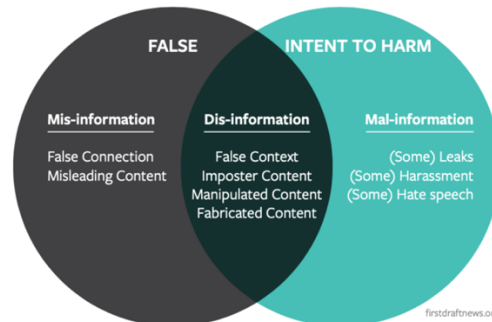 FALSE
INTENT TO HARM
Mis-information
False Connection
Misleading Content
Dis-information
False Context
Imposter Content
Manipulated Content
Fabricated Content
Mal-information
(Some) Leaks
(Some) Harassment
(Some) Hate speech
firstdraftnews.or